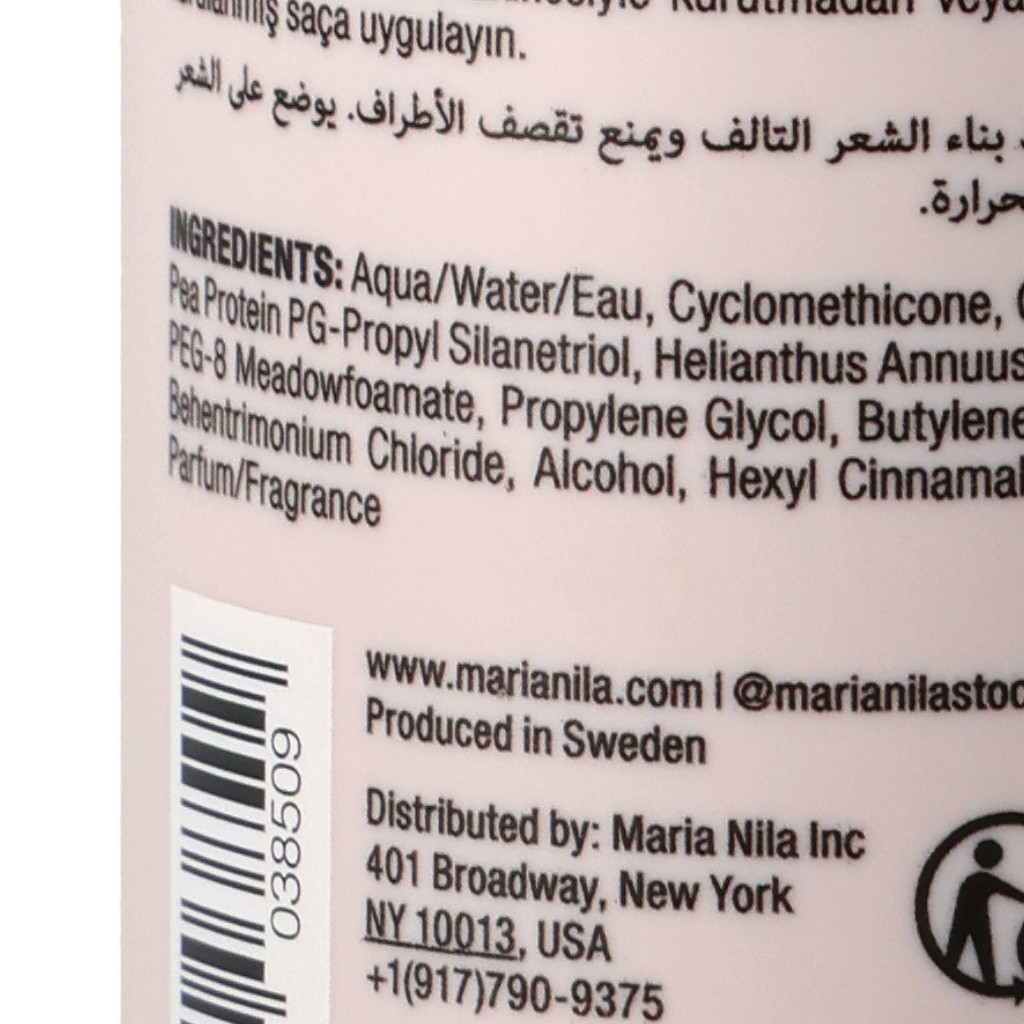 saça uygulayın.
بناء الشعر التالف ويمنع تقصف الأطراف. يوضع على الشعر
INGREDIENTS: Aqua/Water/Eau, Cyclomethicone,
Pea Protein PG-Propyl Silanetriol, Helianthus Annuus
PEG-8 Meadowfoamate, Propylene Glycol, Butylene
Behentrimonium Chloride, Alcohol, Hexyl Cinnamal
Parfum/Fragrance
038509
www.marianila.com | @marianilastoc
Produced in Sweden
Distributed by: Maria Nila Inc
401 Broadway, New York
NY 10013, USA
+1(917)790-9375